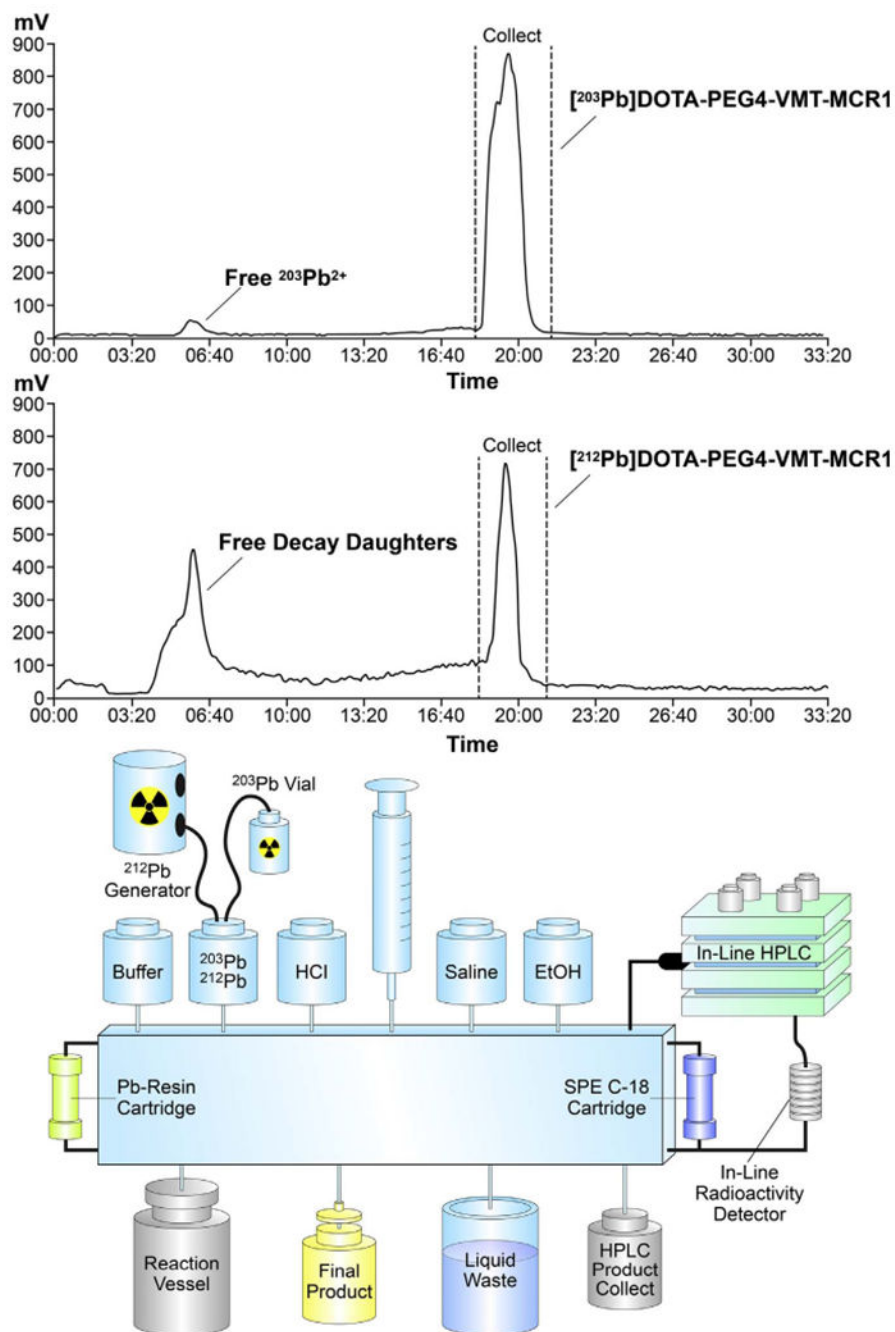 mV
Collect
900
800
700
600
500
400
300
200
100
0
[²⁰³Pb]DOTA-PEG4-VMT-MCR1
Free ²⁰³Pb²⁺
00:00 03:20 06:40 10:00 13:20 16:40 20:00 23:20 26:40 30:00 33:20
Time
mV
Collect
900
800
700
600
500
400
300
200
100
0
[²¹²Pb]DOTA-PEG4-VMT-MCR1
Free Decay Daughters
00:00 03:20 06:40 10:00 13:20 16:40 20:00 23:20 26:40 30:00 33:20
Time
²⁰³Pb Vial
²¹²Pb
Generator
Buffer
²⁰³Pb
²¹²Pb
HCl
Saline
EtOH
In-Line HPLC
Pb-Resin
Cartridge
SPE C-18
Cartridge
In-Line
Radioactivity
Detector
Reaction
Vessel
Final
Product
Liquid
Waste
HPLC
Product
Collect